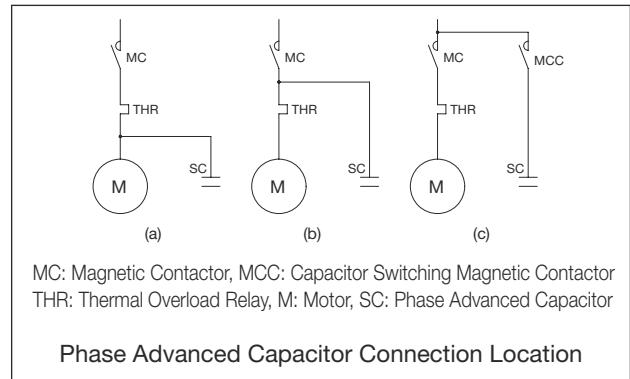 MC
MC
MC
MCC
THR
THR
THR
SC
SC
SC
M
M
M
(a)
(b)
(c)
MC: Magnetic Contactor, MCC: Capacitor Switching Magnetic Contactor
THR: Thermal Overload Relay, M: Motor, SC: Phase Advanced Capacitor
Phase Advanced Capacitor Connection Location